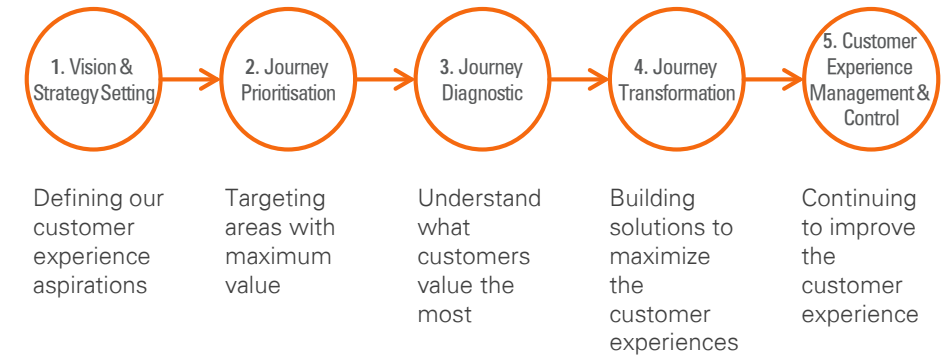 1. Vision &
Strategy Setting
2. Journey
Prioritisation
3. Journey
Diagnostic
4. Journey
Transformation
5. Customer
Experience
Management &
Control
Defining our
customer
experience
aspirations
Targeting
areas with
maximum
value
Understand
what
customers
value the
most
Building
solutions to
maximize
the
customer
experiences
Continuing
to improve
the
customer
experience